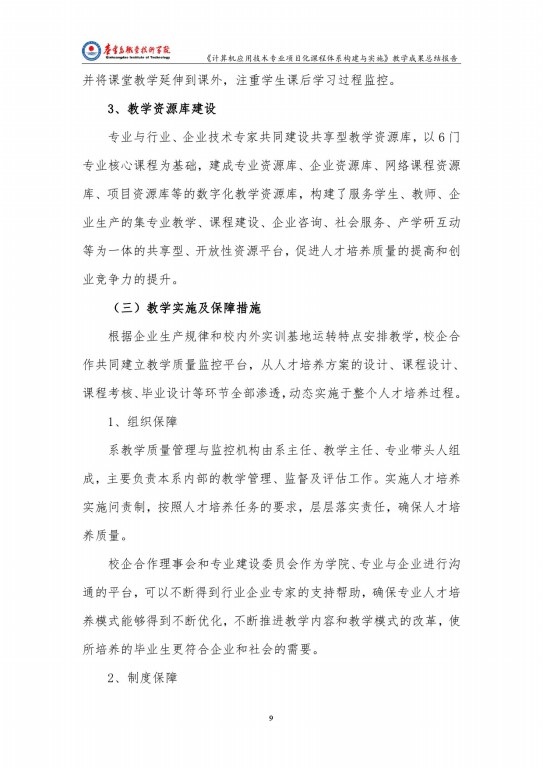 秦皇岛职业技术学院
《计算机应用技术专业项目化课程体系构建与实施》教学成果总结报告
并将课堂教学延伸到课外，注重学生课后学习过程监控。
3、教学资源库建设
专业与行业、企业技术专家共同建设共享型教学资源库，以 6 门
专业核心课程为基础，建成专业资源库、企业资源库、网络课程资源
库、项目资源库等的数字化教学资源库，构建了服务学生、教师、企
业生产的集专业教学、课程建设、企业咨询、社会服务、产学研互动
等为一体的共享型、开放性资源平台，促进人才培养质量的提高和创
业竞争力的提升。
（三）教学实施及保障措施
根据企业生产规律和校内外实训基地运转特点安排教学，校企合
作共同建立教学质量监控平台，从人才培养方案的设计、课程设计、
课程考核、毕业设计等环节全部渗透，动态实施于整个人才培养过程。
1、组织保障
系教学质量管理与监控机构由系主任、教学主任、专业带头人组
成，主要负责本系内部的教学管理、监督及评估工作。实施人才培养
实施问责制，按照人才培养任务的要求，层层落实责任，确保人才培
养质量。
校企合作理事会和专业建设委员会作为学院、专业与企业进行沟
通的平台，可以不断得到行业企业专家的支持帮助，确保专业人才培
养模式能够得到不断优化，不断推进教学内容和教学模式的改革，使
所培养的毕业生更符合企业和社会的需要。
2、制度保障
9